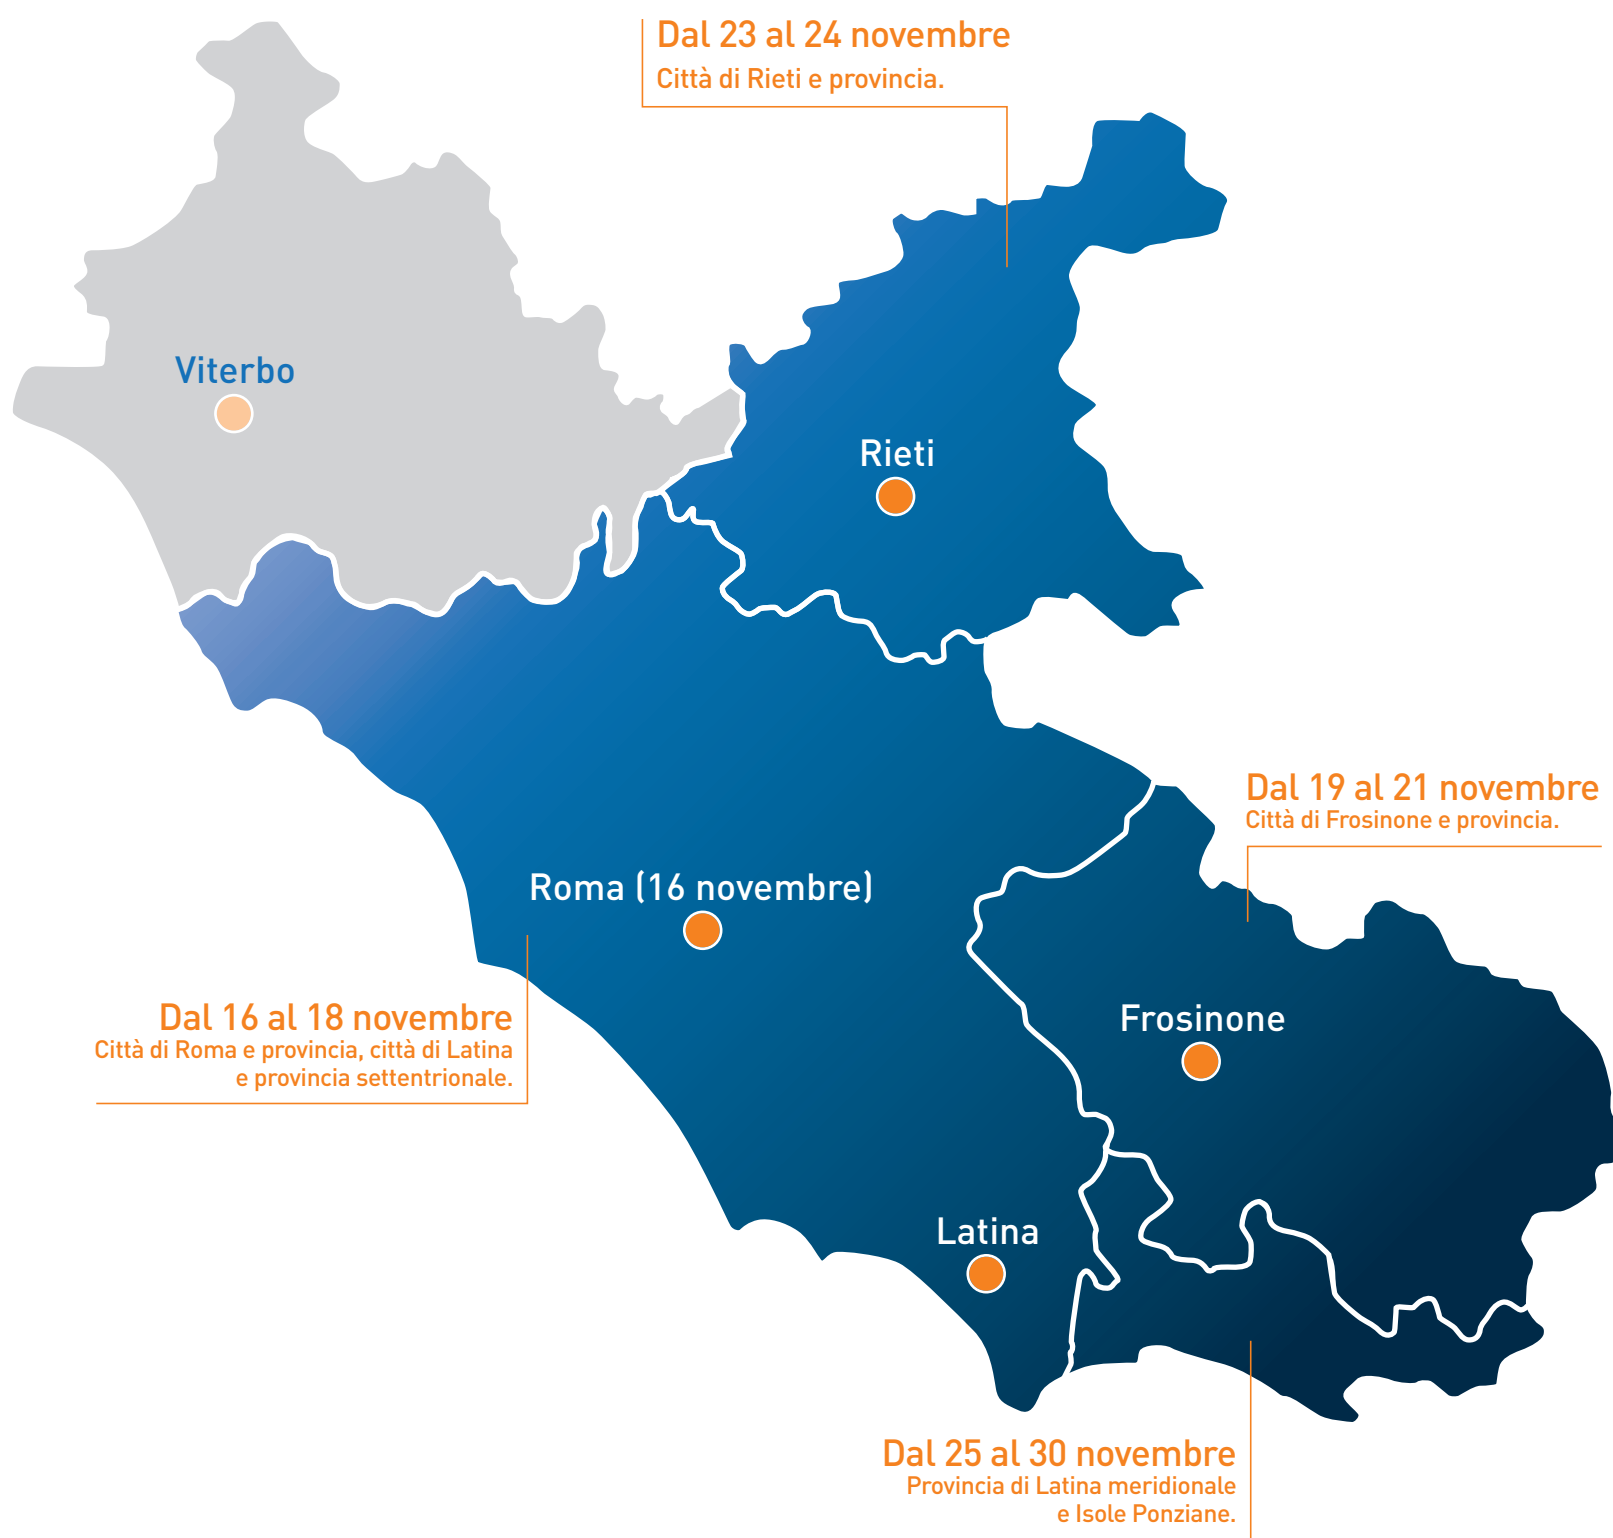 Dal 23 al 24 novembre
Città di Rieti e provincia.
Viterbo
Rieti
Dal 19 al 21 novembre
Città di Frosinone e provincia.
Roma (16 novembre)
Dal 16 al 18 novembre
Città di Roma e provincia, città di Latina
e provincia settentrionale.
Frosinone
Latina
Dal 25 al 30 novembre
Provincia di Latina meridionale
e Isole Ponziane.